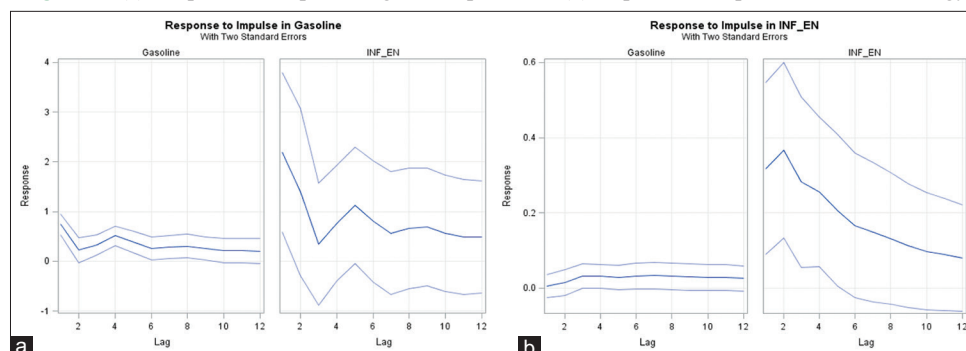 Response to Impulse in Gasoline
With Two Standard Errors
Gasoline
INF_EN
Response
4
3
2
1
0
-1
2 4 6 8 10 12
2 4 6 8 10 12
Lag
Lag
a
Response to Impulse in INF_EN
With Two Standard Errors
Gasoline
INF_EN
Response
0.6
0.4
0.2
0.0
2 4 6 8 10 12
2 4 6 8 10 12
Lag
Lag
b